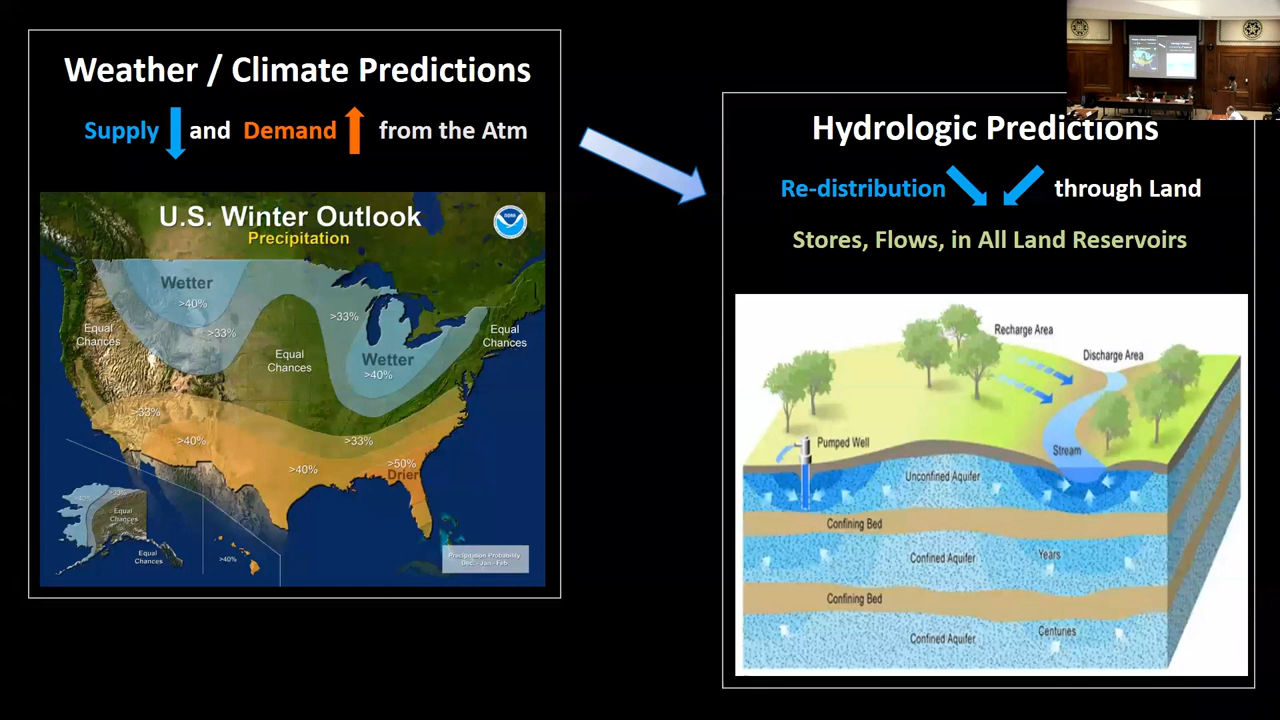 Weather / Climate Predictions
Supply and Demand from the Atm
U.S. Winter Outlook
Precipitation
NOAA
Wetter
>40%
>33%
Equal
Chances
Equal
Chances
>33%
Wetter
>40%
Equal
Chances
>33%
>40%
>40%
>33%
>50%
Drier
>40%
>33%
Equal
Chances
Equal
Chances
>40%
Precipitation Probability
Dec - Jan - Feb
Hydrologic Predictions
Re-distribution through Land
Stores, Flows, in All Land Reservoirs
Recharge Area
Discharge Area
Pumped Well
Stream
Unconfined Aquifer
Confining Bed
Confined Aquifer
Years
Confining Bed
Confined Aquifer
Centuries